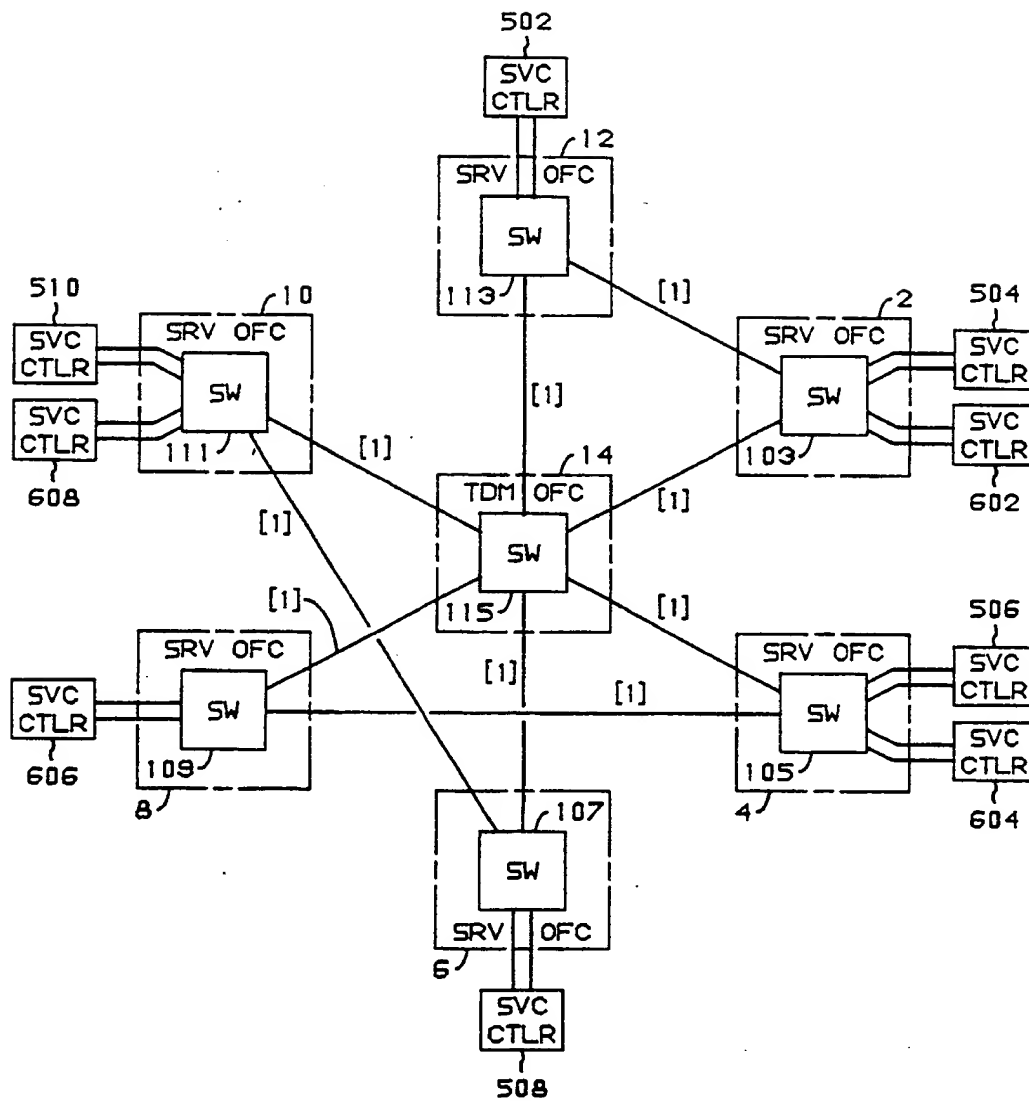 502
SVC
CTLR
12
SRV OFC
SW
113
[1]
510
SVC
CTLR
10
SRV OFC
SW
111
SVC
CTLR
608
[1]
[1]
[1]
2
SRV OFC
SW
103
504
SVC
CTLR
SVC
CTLR
602
[1]
14
TDM OFC
SW
115
[1]
[1]
[1]
[1]
SRV OFC
SW
109
8
SVC
CTLR
606
506
SRV OFC
SVC
CTLR
SW
105
4
SVC
CTLR
604
107
SW
SRV OFC
6
SVC
CTLR
508